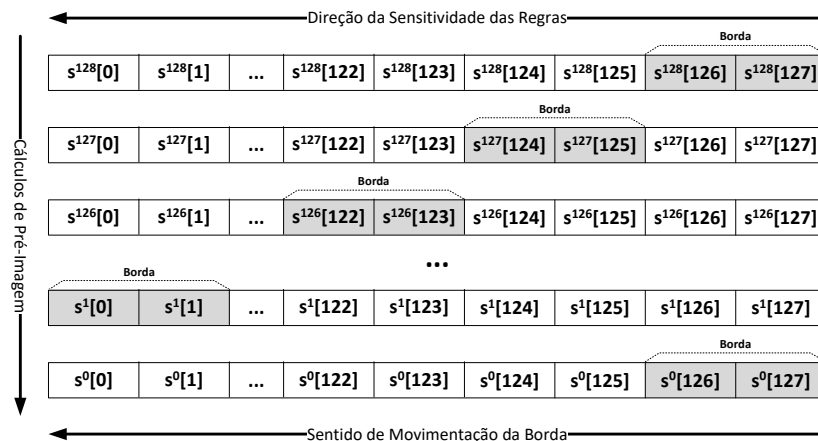 Direção da Sensitividade das Regras
Borda
s¹²⁸[0] s¹²⁸[1] ... s¹²⁸[122] s¹²⁸[123] s¹²⁸[124] s¹²⁸[125] s¹²⁸[126] s¹²⁸[127]
Borda
s¹²⁷[0] s¹²⁷[1] ... s¹²⁷[122] s¹²⁷[123] s¹²⁷[124] s¹²⁷[125] s¹²⁷[126] s¹²⁷[127]
Borda
s¹²⁶[0] s¹²⁶[1] ... s¹²⁶[122] s¹²⁶[123] s¹²⁶[124] s¹²⁶[125] s¹²⁶[126] s¹²⁶[127]
...
Borda
s¹[0] s¹[1] ... s¹[122] s¹[123] s¹[124] s¹[125] s¹[126] s¹[127]
Borda
s⁰[0] s⁰[1] ... s⁰[122] s⁰[123] s⁰[124] s⁰[125] s⁰[126] s⁰[127]
Sentido de Movimentação da Borda
Cálculos de Pré-Imagem